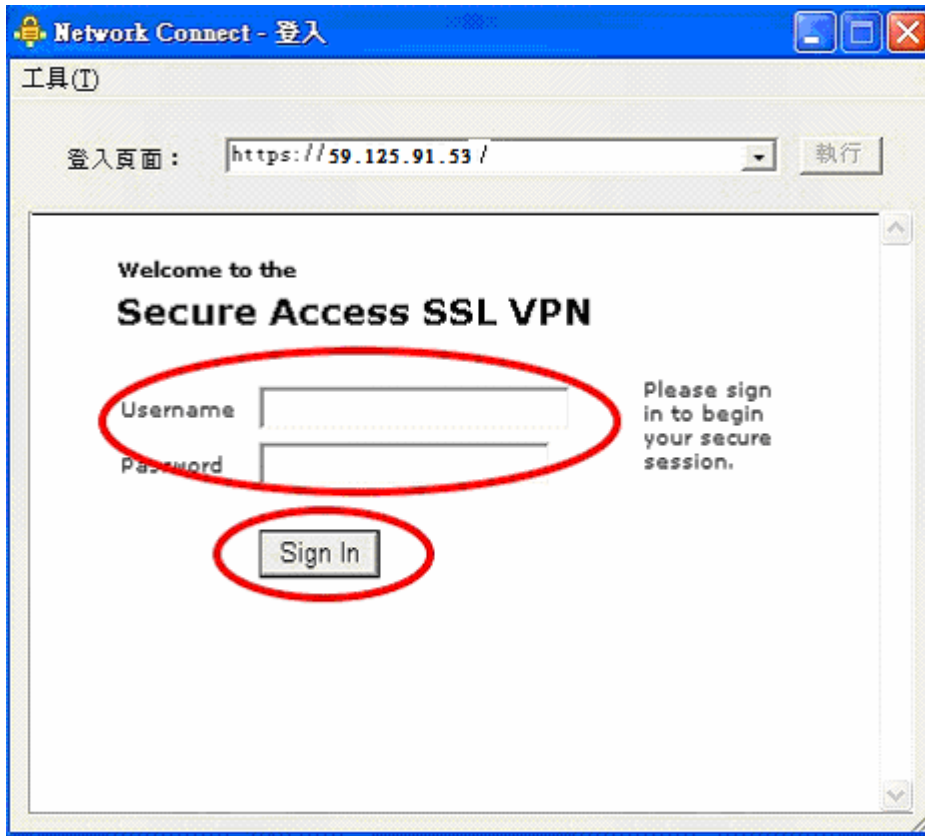 Network Connect - 登入
工具(T)
登入頁面： https://59.125.91.53/ 執行
Welcome to the
Secure Access SSL VPN
Username
Password
Please sign
in to begin
your secure
session.
Sign In